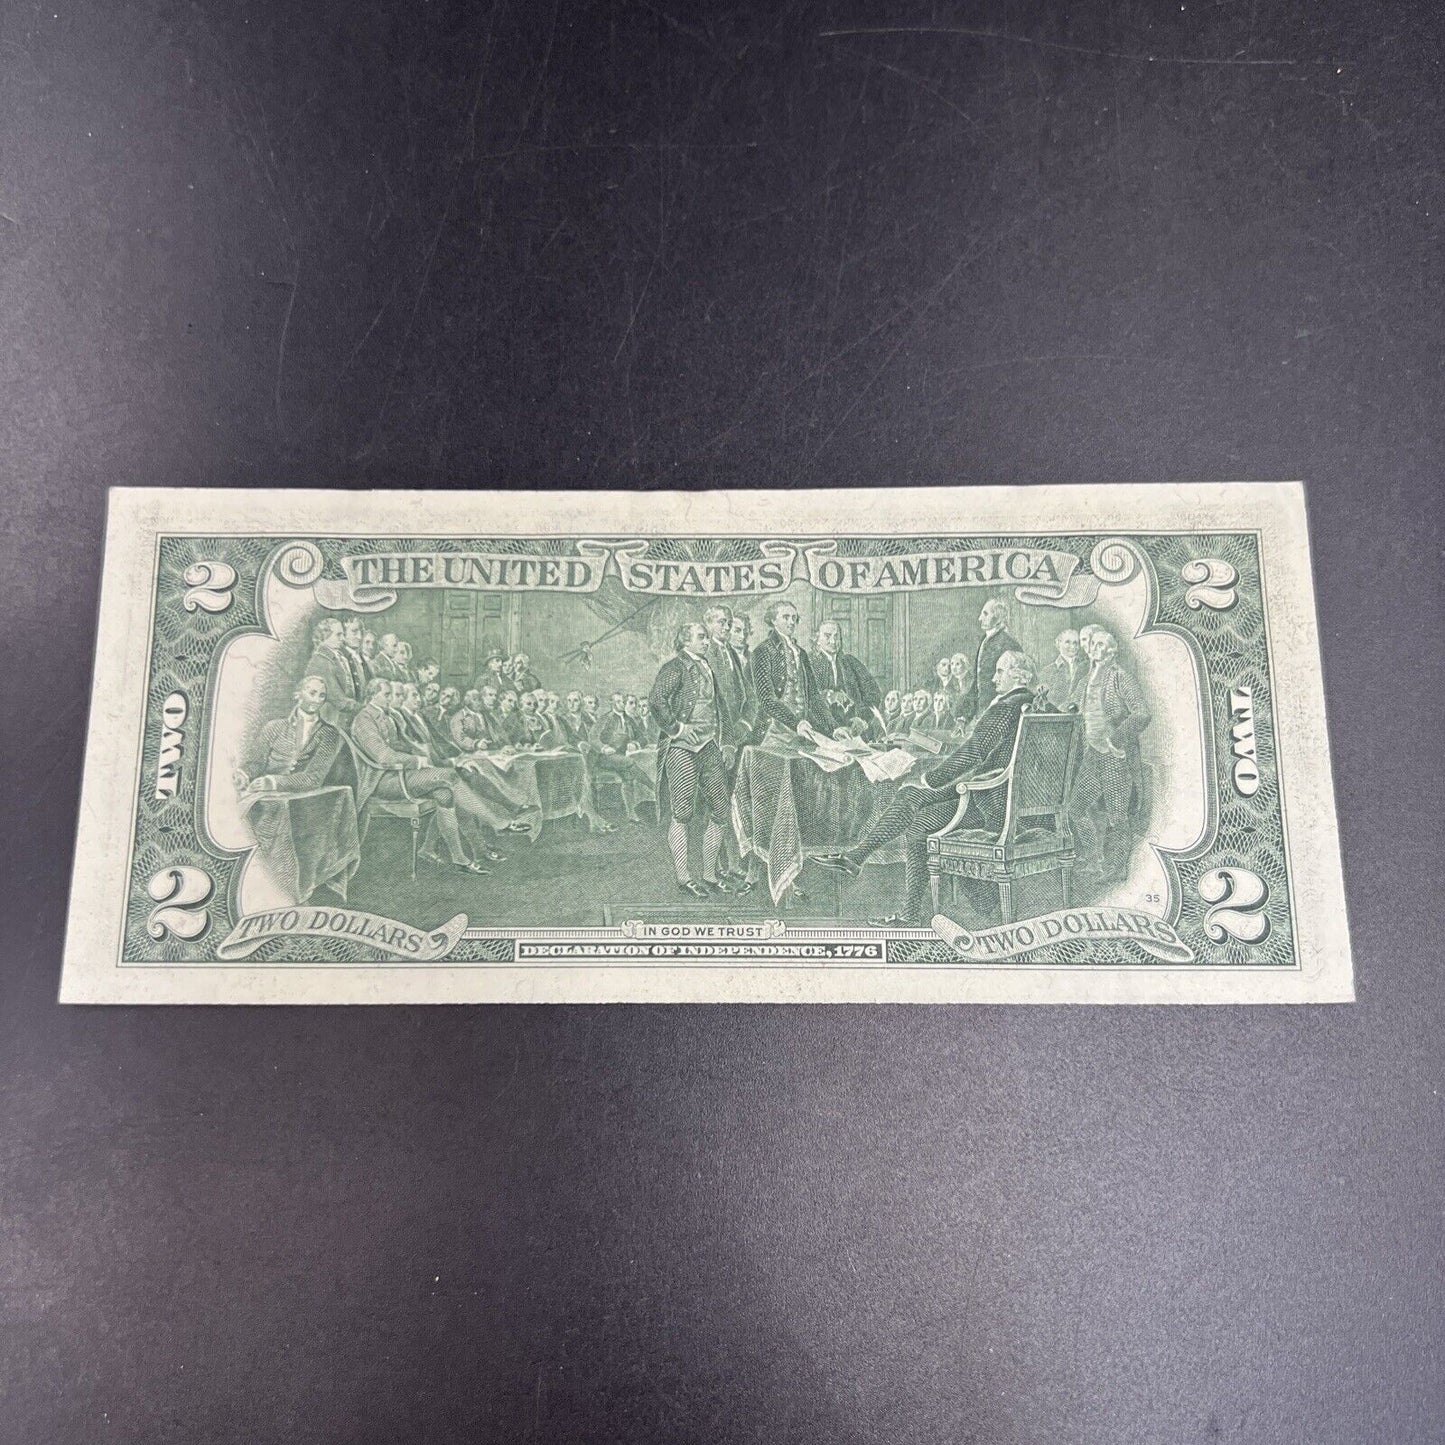 THE UNITED STATES OF AMERICA
2 2
TWO TWO
35
2 2
TWO DOLLARS TWO DOLLARS
IN GOD WE TRUST
DECLARATION OF INDEPENDENCE, 1776